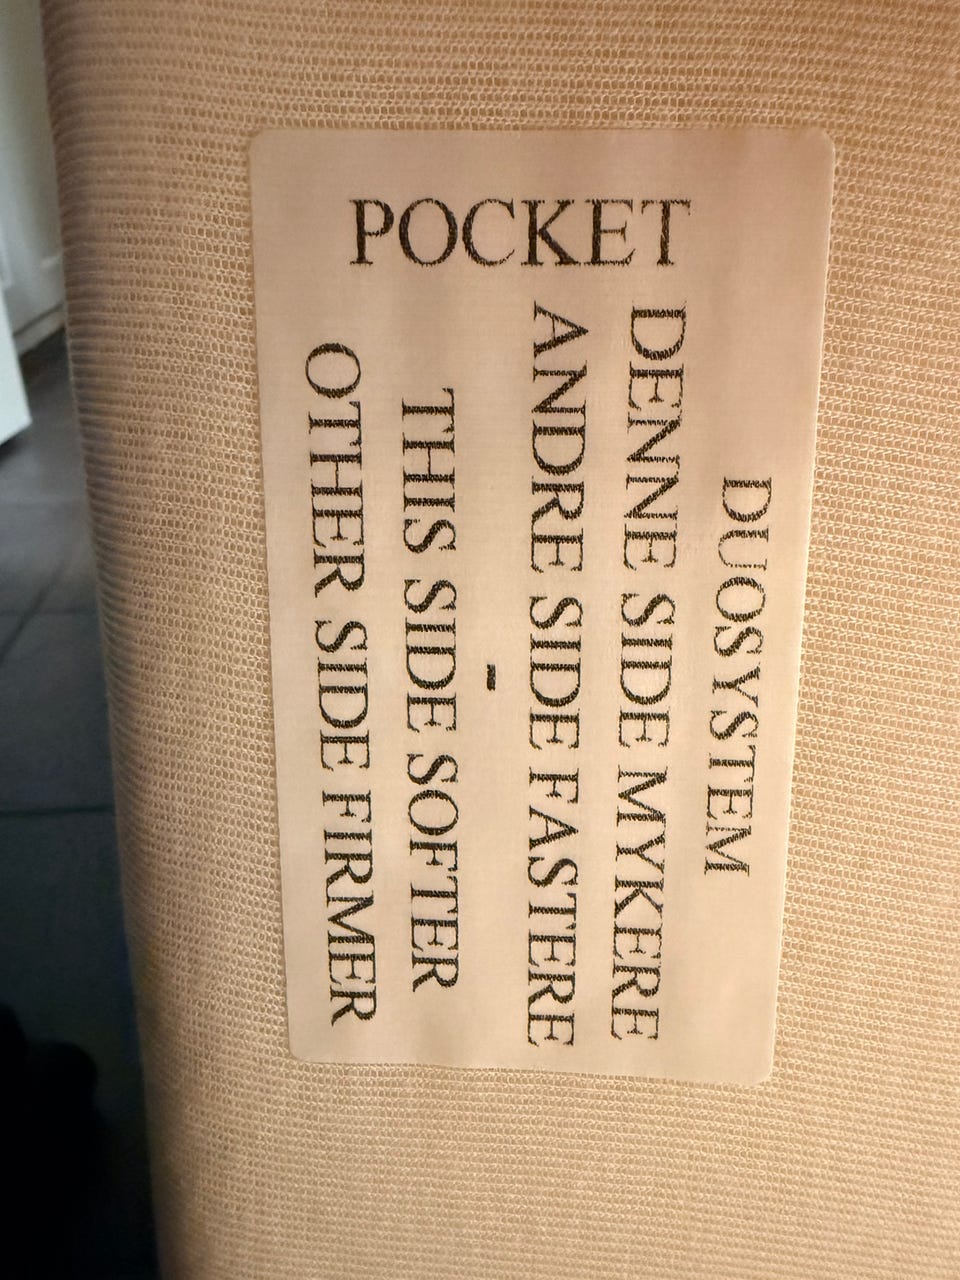 POCKET
DUOSYSTEM
DENNE SIDE MYKERE
ANDRE SIDE FASTERE
-
THIS SIDE SOFTER
OTHER SIDE FIRMER